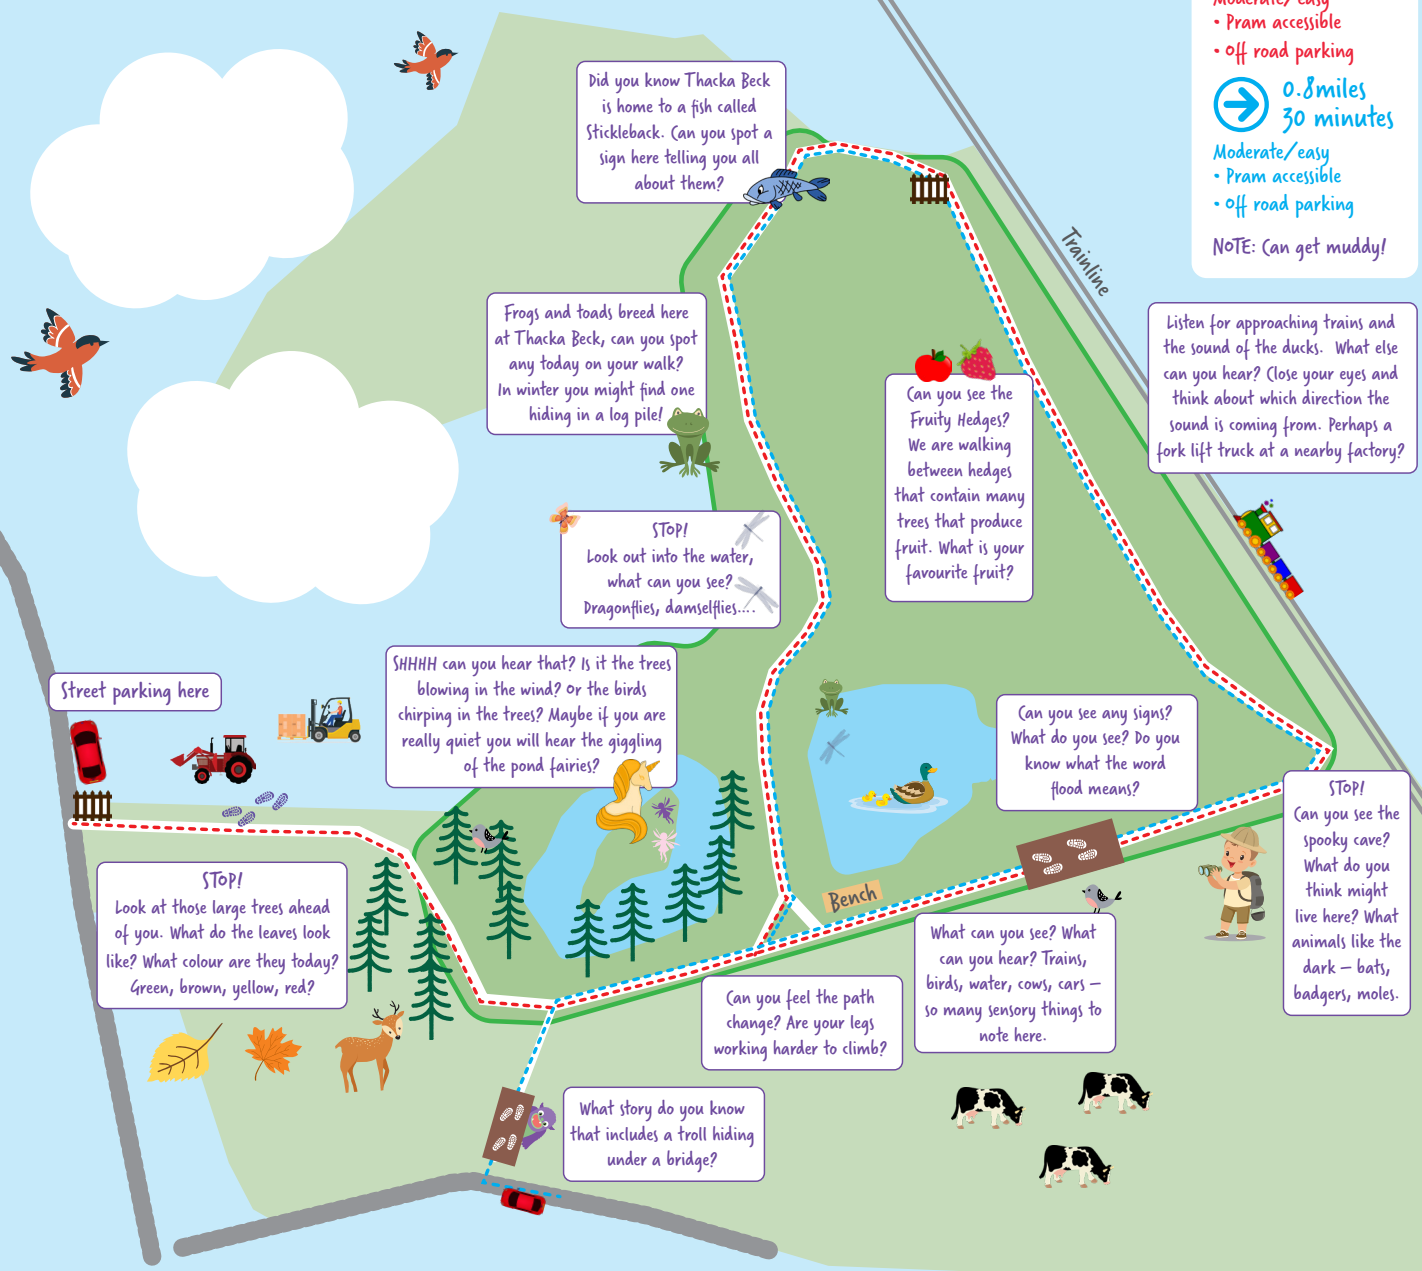 Moderate/easy
• Pram accessible
• Off road parking
0.8miles
30 minutes
Moderate/easy
• Pram accessible
• Off road parking
NOTE: Can get muddy!
Did you know Thacka Beck
is home to a fish called
Stickleback. Can you spot a
sign here telling you all
about them?
Trainline
Frogs and toads breed here
at Thacka Beck, can you spot
any today on your walk?
In winter you might find one
hiding in a log pile!
Listen for approaching trains and
the sound of the ducks. What else
can you hear? Close your eyes and
think about which direction the
sound is coming from. Perhaps a
fork lift truck at a nearby factory?
Can you see the
Fruity Hedges?
We are walking
between hedges
that contain many
trees that produce
fruit. What is your
favourite fruit?
STOP!
Look out into the water,
what can you see?
Dragonflies, damselflies....
SHHHH can you hear that? Is it the trees
blowing in the wind? Or the birds
chirping in the trees? Maybe if you are
really quiet you will hear the giggling
of the pond fairies?
Street parking here
Can you see any signs?
What do you see? Do you
know what the word
flood means?
STOP!
Can you see the
spooky cave?
What do you
think might
live here? What
animals like the
dark – bats,
badgers, moles.
STOP!
Look at those large trees ahead
of you. What do the leaves look
like? What colour are they today?
Green, brown, yellow, red?
Bench
What can you see? What
can you hear? Trains,
birds, water, cows, cars –
so many sensory things to
note here.
Can you feel the path
change? Are your legs
working harder to climb?
What story do you know
that includes a troll hiding
under a bridge?